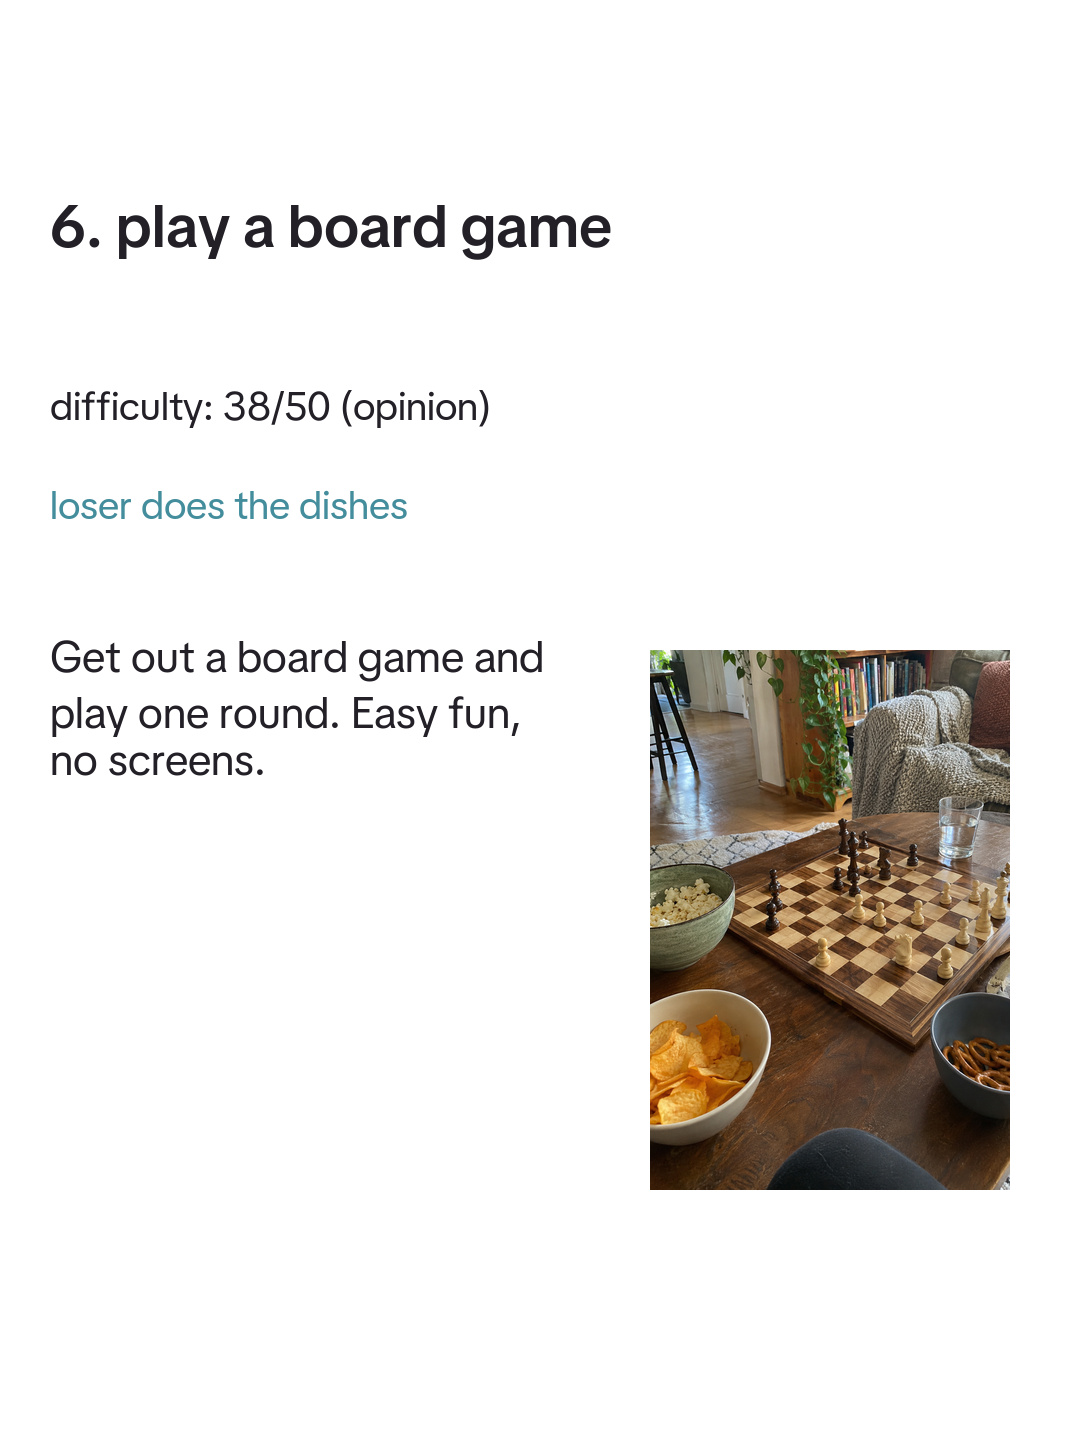 6. play a board game
difficulty: 38/50 (opinion)
loser does the dishes
Get out a board game and
play one round. Easy fun,
no screens.